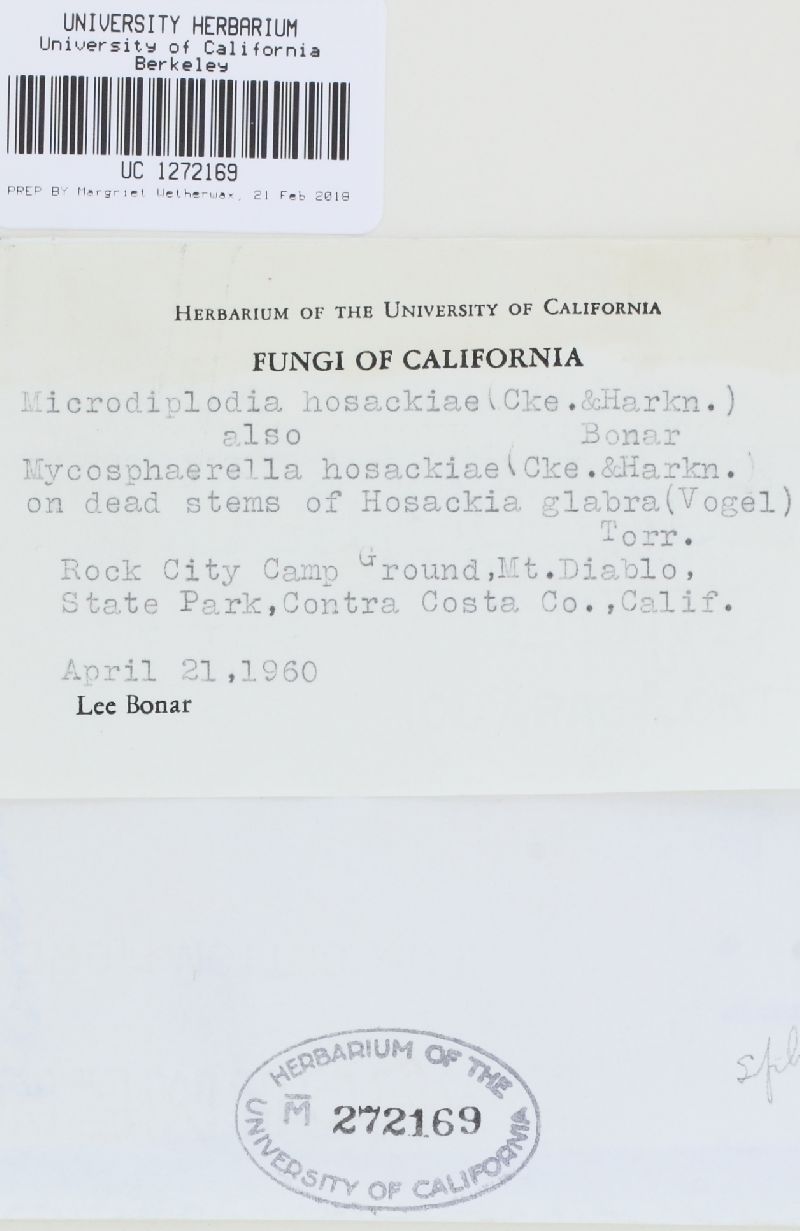 UNIVERSITY HERBARIUM
University of California
Berkeley
UC 1272169
PREP BY Margriet Wetherwax, 21 Feb 2018
HERBARIUM OF THE UNIVERSITY OF CALIFORNIA
FUNGI OF CALIFORNIA
Microdiplodia hosackiae(Cke.&Harkn.)
also Bonar
Mycosphaerella hosackiae(Cke.&Harkn.)
on dead stems of Hosackia glabra(Vogel)
Torr.
Rock City Camp Ground,Mt.Diablo,
State Park,Contra Costa Co.,Calif.
April 21,1960
Lee Bonar
HERBARIUM OF THE
M 272169
UNIVERSITY OF CALIFORNIA